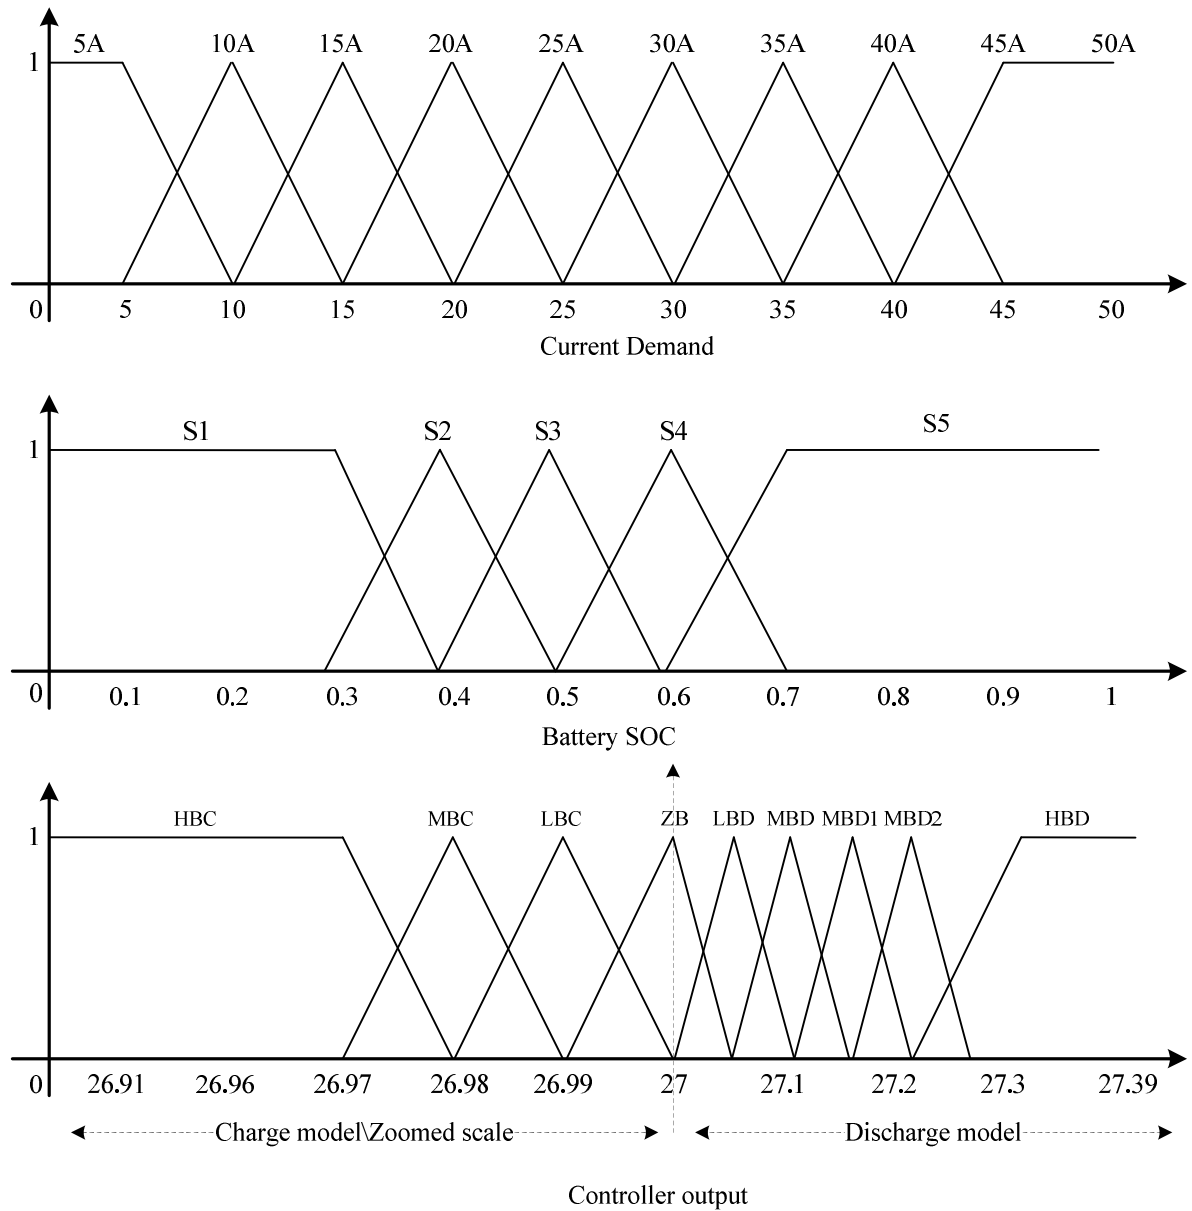 5A 10A 15A 20A 25A 30A 35A 40A 45A 50A
1
0 5 10 15 20 25 30 35 40 45 50
Current Demand
S1 S2 S3 S4 S5
1
0 0.1 0.2 0.3 0.4 0.5 0.6 0.7 0.8 0.9 1
Battery SOC
HBC MBC LBC ZB LBD MBD MBD1 MBD2 HBD
1
0 26.91 26.96 26.97 26.98 26.99 27 27.1 27.2 27.3 27.39
Charge model\Zoomed scale Discharge model
Controller output